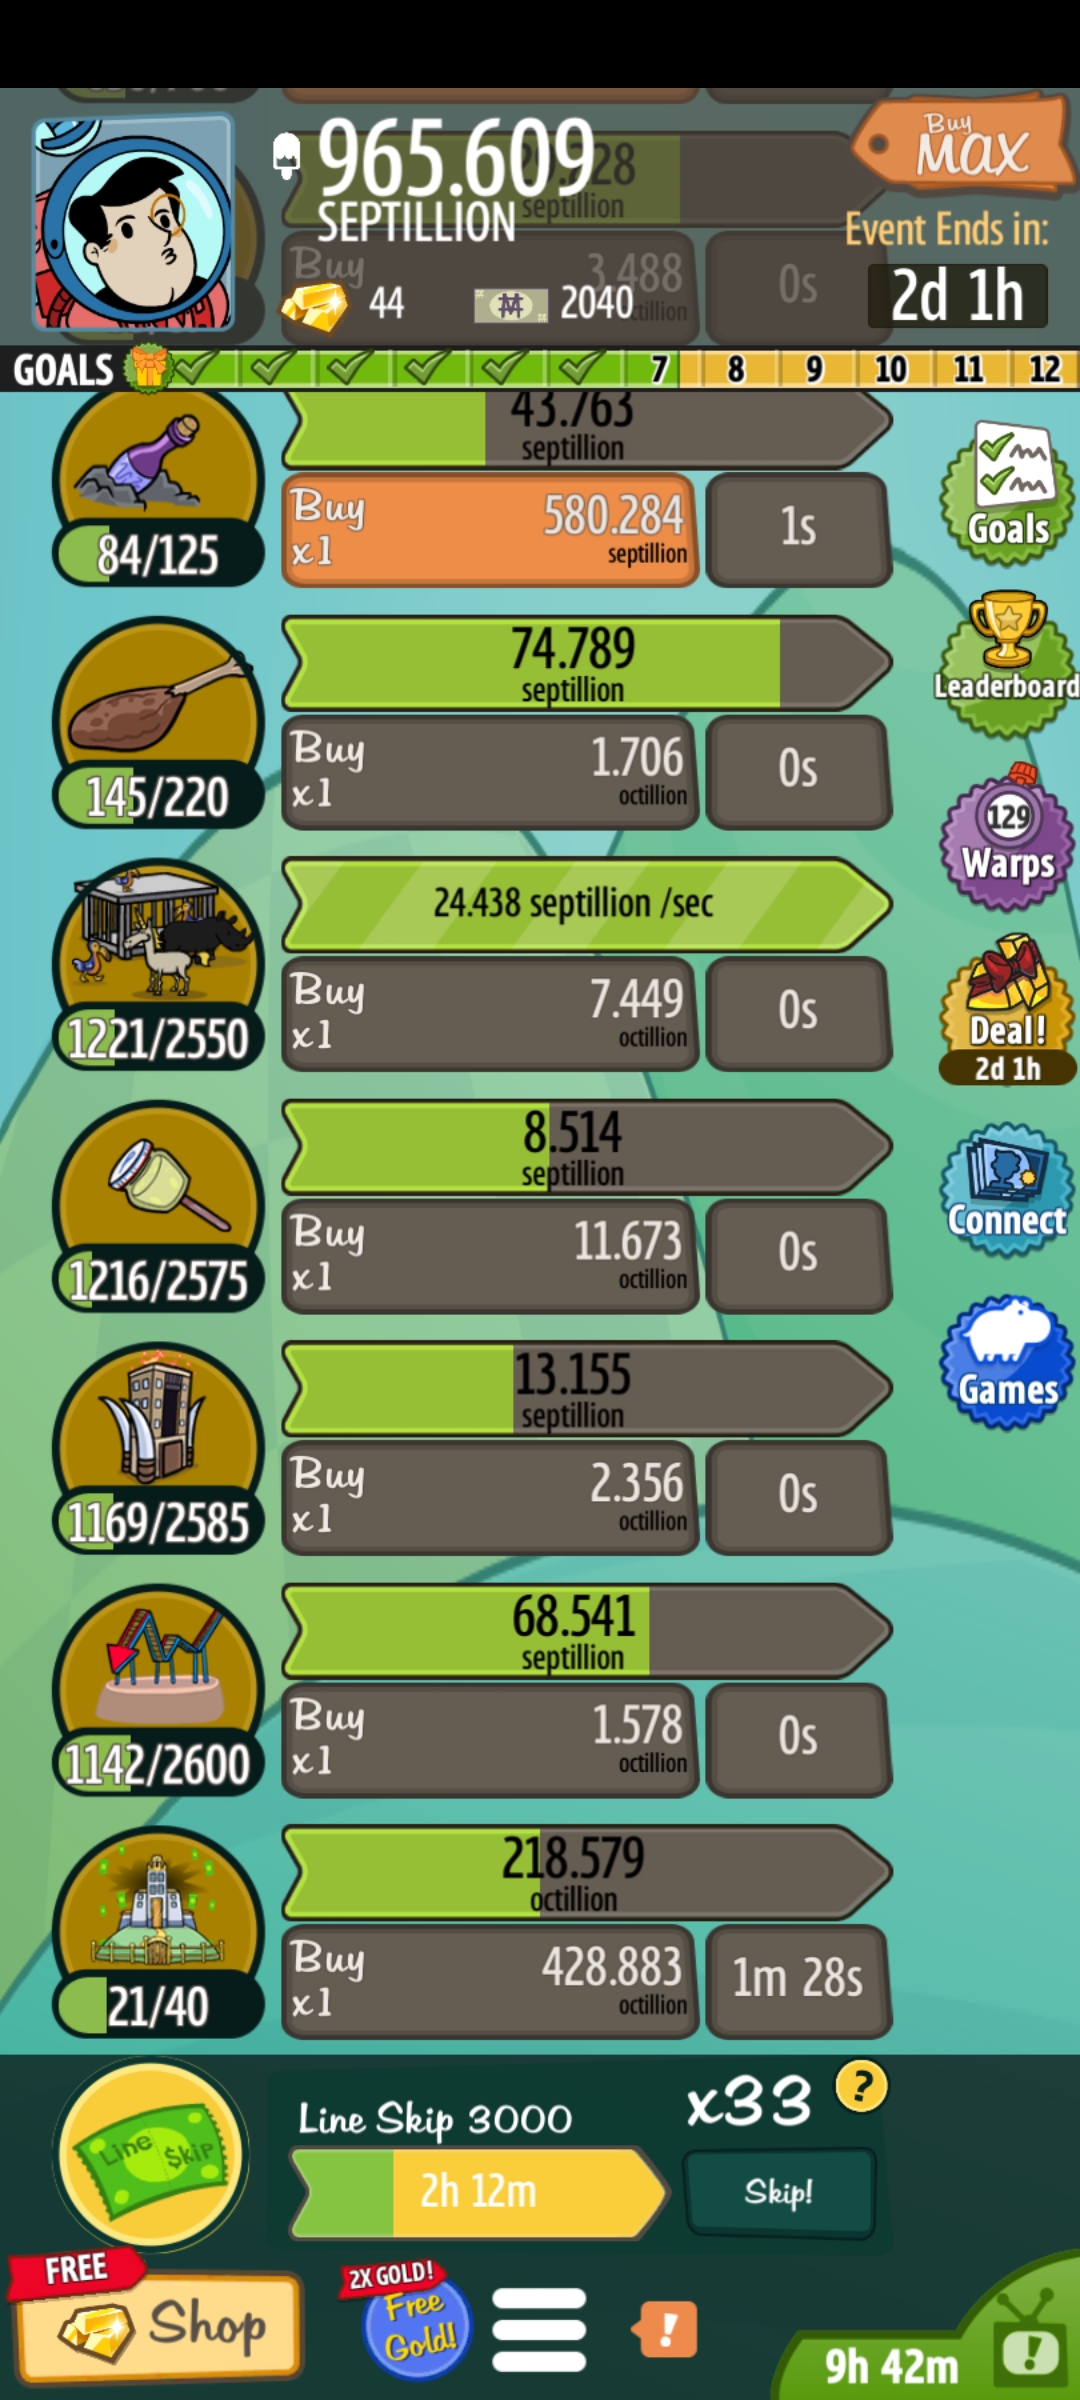 965.609
SEPTILLION
Buy
MAX
septillion
Event Ends in:
Buy
3.488
0s
44
2040
2d 1h
GOALS
7
8
9
10
11
12
43.763
septillion
Buy
x1
580.284
septillion
1s
84/125
Goals
74.789
septillion
Leaderboard
Buy
x1
1.706
octillion
0s
145/220
129
Warps
24.438 septillion /sec
Buy
x1
7.449
octillion
0s
1221/2550
Deal!
2d 1h
8.514
septillion
Buy
x1
11.673
octillion
0s
1216/2575
Connect
13.155
septillion
Games
Buy
x1
2.356
octillion
0s
1169/2585
68.541
septillion
Buy
x1
1.578
octillion
0s
1142/2600
218.579
octillion
Buy
x1
428.883
octillion
1m 28s
21/40
Line Skip 3000
x33
?
Line $kip
2h 12m
Skip!
FREE
Shop
2X GOLD!
Free
Gold!
!
!
9h 42m